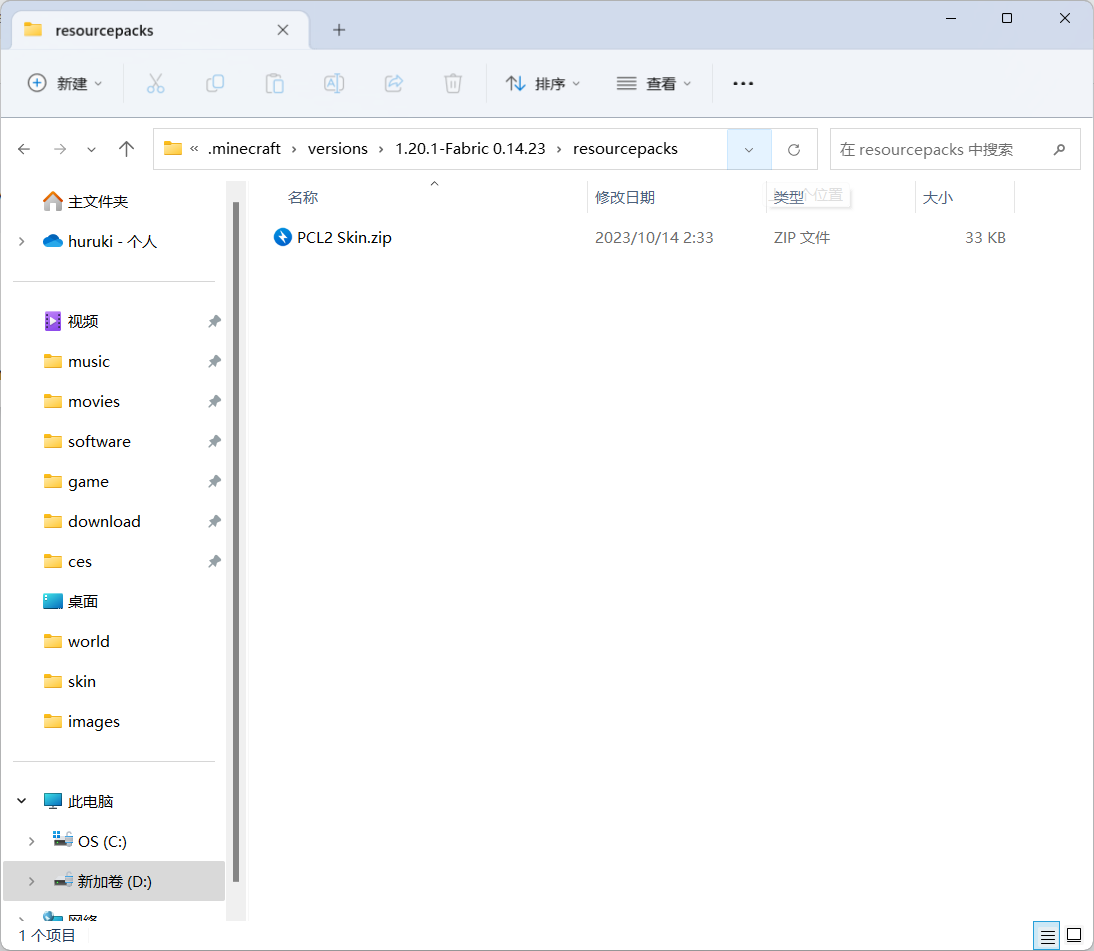 resourcepacks
新建
排序
查看
« .minecraft › versions › 1.20.1-Fabric 0.14.23 › resourcepacks
在 resourcepacks 中搜索
主文件夹
huruki - 个人
视频
music
movies
software
game
download
ces
桌面
world
skin
images
此电脑
OS (C:)
新加卷 (D:)
网络
名称 修改日期 类型 大小
个位置
PCL2 Skin.zip 2023/10/14 2:33 ZIP 文件 33 KB
1 个项目